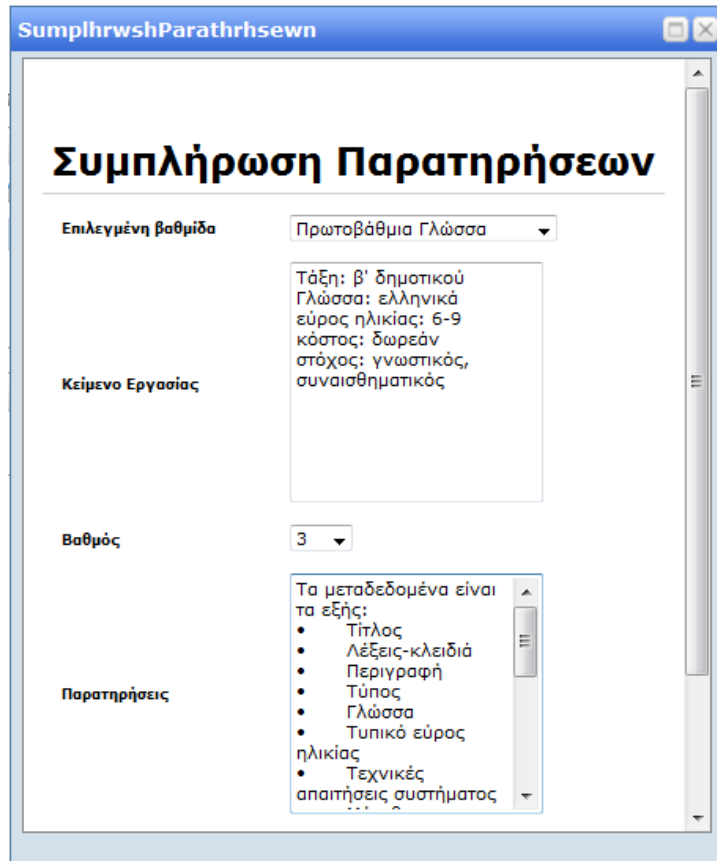 SumplhrwshParathrhsewn
Συμπλήρωση Παρατηρήσεων
Επιλεγμένη βαθμίδα
Πρωτοβάθμια Γλώσσα
Κείμενο Εργασίας
Τάξη: β' δημοτικού
Γλώσσα: ελληνικά
εύρος ηλικίας: 6-9
κόστος: δωρεάν
στόχος: γνωστικός,
συναισθηματικός
Βαθμός
3
Παρατηρήσεις
Τα μεταδεδομένα είναι
τα εξής:
• Τίτλος
• Λέξεις-κλειδιά
• Περιγραφή
• Τύπος
• Γλώσσα
• Τυπικό εύρος
ηλικίας
• Τεχνικές
απαιτήσεις συστήματος